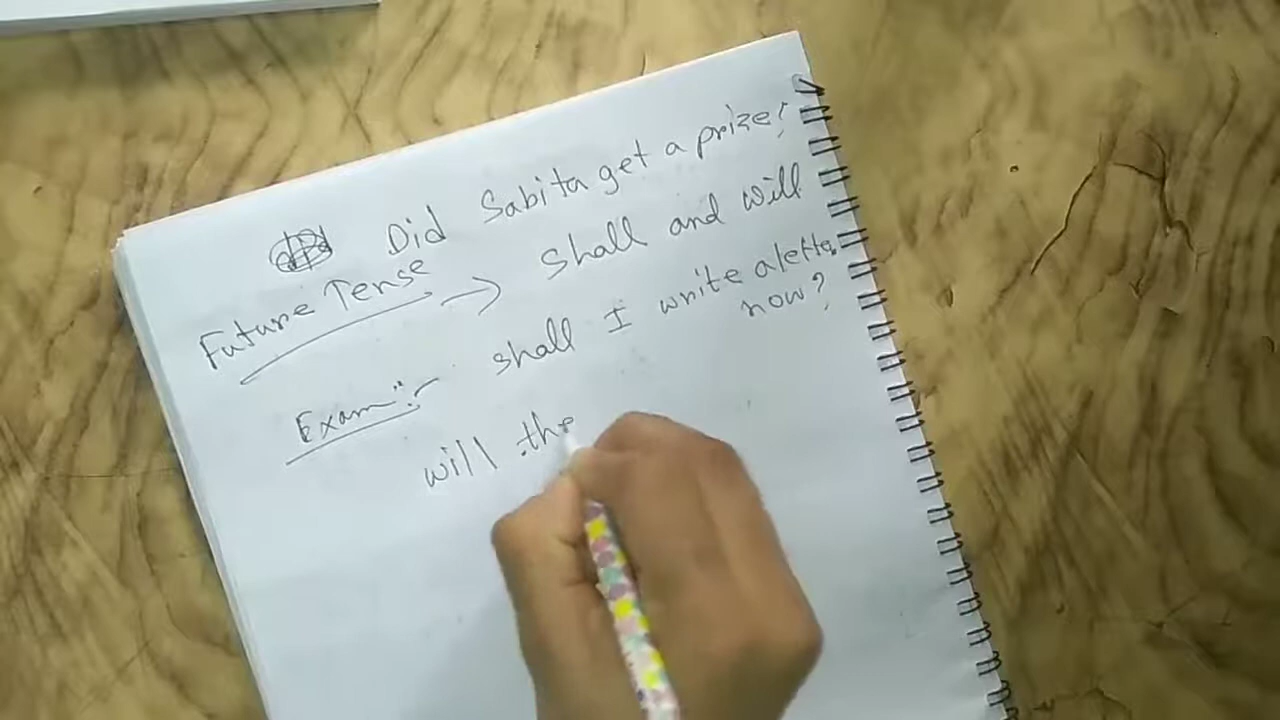 Did Sabita get a prize?
Future Tense → shall and will
Exam":- shall I write a letter
now?
will the